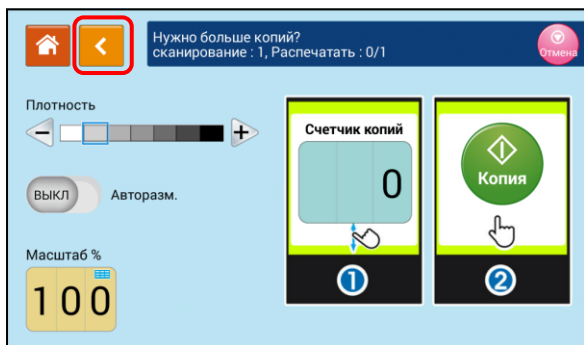 Нужно больше копий?
сканирование : 1, Распечатать : 0/1
Отмена
Плотность
ВЫКЛ
Авторазм.
Масштаб %
100
Счетчик копий
0
1
Копия
2